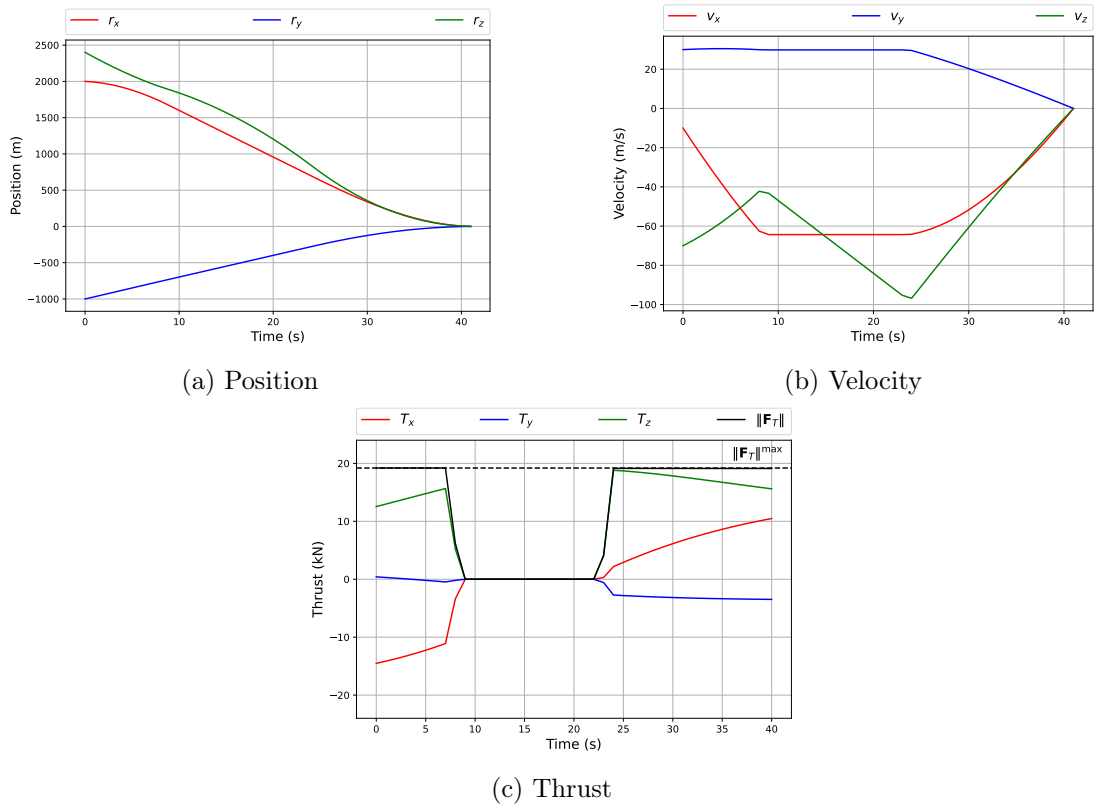 r_x r_y r_z
2500
2000
1500
1000
500
0
−500
−1000
Position (m)
0 10 20 30 40
Time (s)
(a) Position
v_x v_y v_z
20
0
−20
−40
−60
−80
−100
Velocity (m/s)
0 10 20 30 40
Time (s)
(b) Velocity
T_x T_y T_z ‖F_T‖
‖F_T‖^max
20
10
0
−10
−20
Thrust (kN)
0 5 10 15 20 25 30 35 40
Time (s)
(c) Thrust